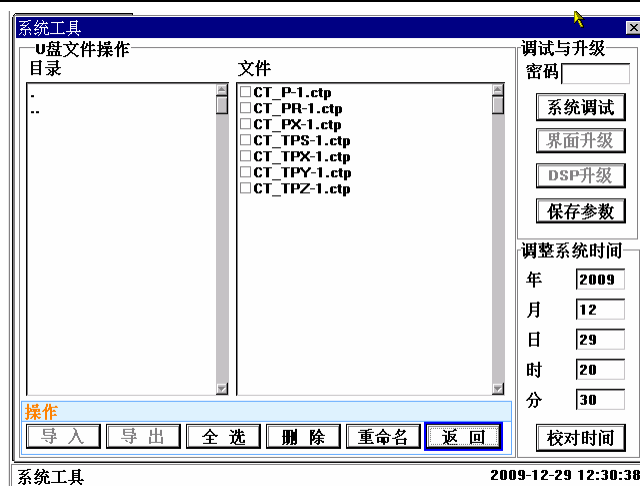 系统工具
U盘文件操作
目录
文件
.
..
CT_P-1.ctp
CT_PR-1.ctp
CT_PX-1.ctp
CT_TPS-1.ctp
CT_TPX-1.ctp
CT_TPY-1.ctp
CT_TPZ-1.ctp
操作
导 入
导 出
全 选
删 除
重命名
返 回
调试与升级
密码
系统调试
界面升级
DSP升级
保存参数
调整系统时间
年 2009
月 12
日 29
时 20
分 30
校对时间
系统工具
2009-12-29 12:30:38